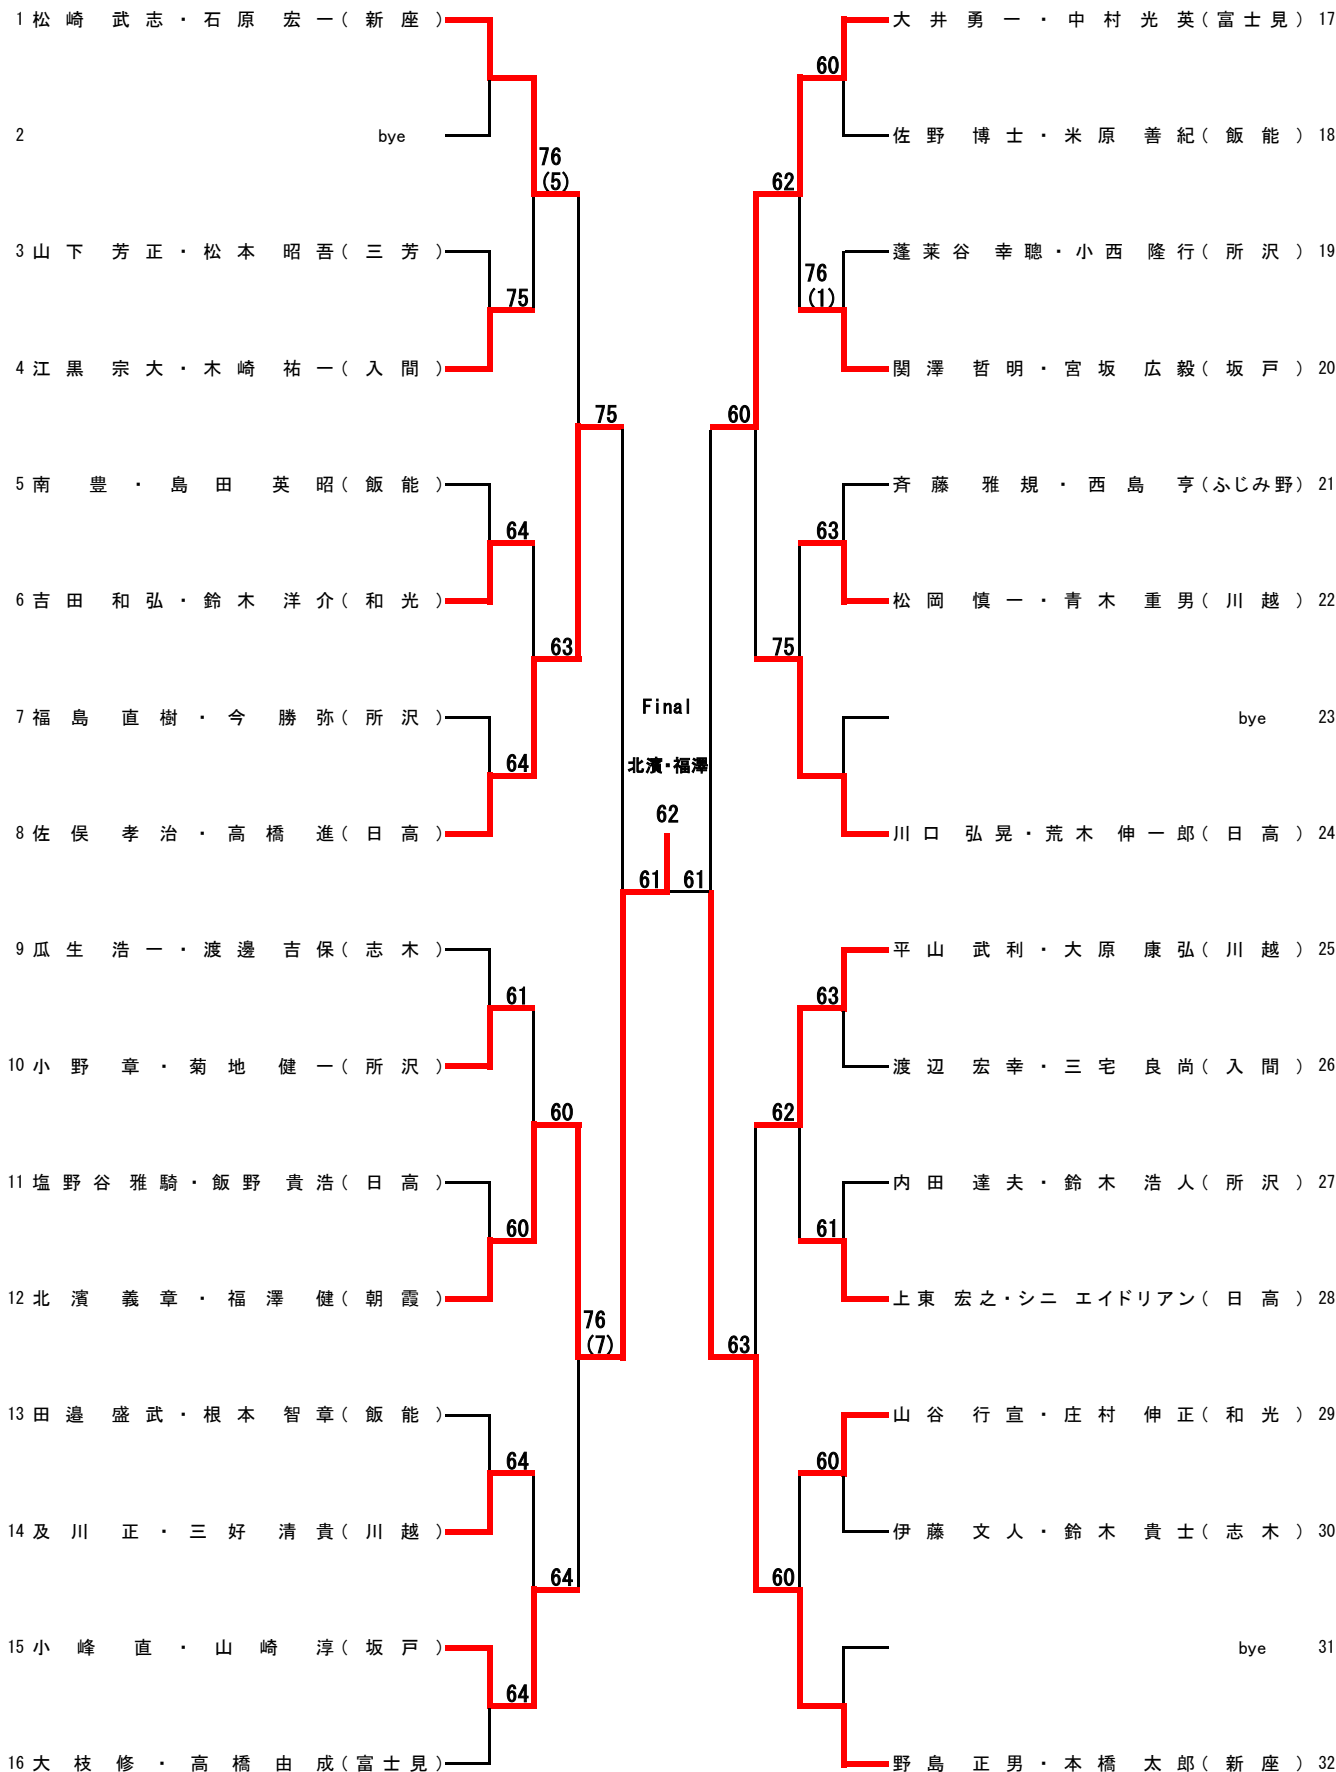 1 松崎 武志・石原 宏一(新座)
2 bye
76
(5)
3 山下 芳正・松本 昭吾(三芳)
75
4 江黒 宗大・木崎 祐一(入間)
75
5 南 豊・島田 英昭(飯能)
64
6 吉田 和弘・鈴木 洋介(和光)
63
7 福島 直樹・今 勝弥(所沢)
64
8 佐俣 孝治・高橋 進(日高)
9 瓜生 浩一・渡邊 吉保(志木)
61
10 小野 章・菊地 健一(所沢)
60
11 塩野谷 雅騎・飯野 貴浩(日高)
60
12 北濱 義章・福澤 健(朝霞)
76
(7)
13 田邉 盛武・根本 智章(飯能)
64
14 及川 正・三好 清貴(川越)
64
15 小峰 直・山崎 淳(坂戸)
64
16 大枝 修・高橋 由成(富士見)
Final
北濱・福澤
62
61 61
大井 勇一・中村 光英(富士見) 17
60
佐野 博士・米原 善紀(飯能) 18
62
蓬莱谷 幸聰・小西 隆行(所沢) 19
76
(1)
関澤 哲明・宮坂 広毅(坂戸) 20
60
斉藤 雅規・西島 亨(ふじみ野) 21
63
松岡 慎一・青木 重男(川越) 22
75
bye 23
川口 弘晃・荒木 伸一郎(日高) 24
平山 武利・大原 康弘(川越) 25
63
渡辺 宏幸・三宅 良尚(入間) 26
62
内田 達夫・鈴木 浩人(所沢) 27
61
上東 宏之・シニ エイドリアン(日高) 28
63
山谷 行宣・庄村 伸正(和光) 29
60
伊藤 文人・鈴木 貴士(志木) 30
60
bye 31
野島 正男・本橋 太郎(新座) 32